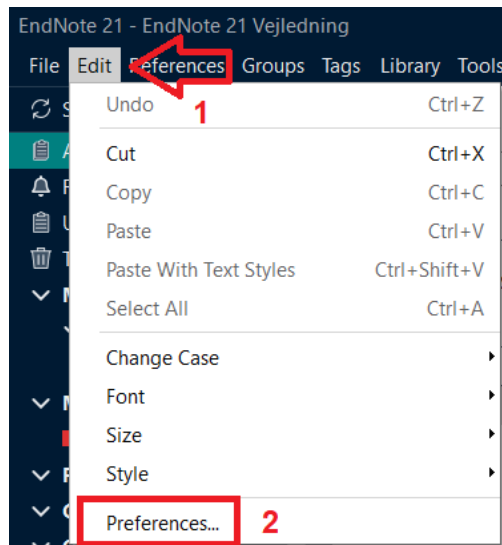 EndNote 21 - EndNote 21 Vejledning
File Edit References Groups Tags Library Tools
1
Undo Ctrl+Z
Cut Ctrl+X
Copy Ctrl+C
Paste Ctrl+V
Paste With Text Styles Ctrl+Shift+V
Select All Ctrl+A
Change Case
Font
Size
Style
Preferences... 2